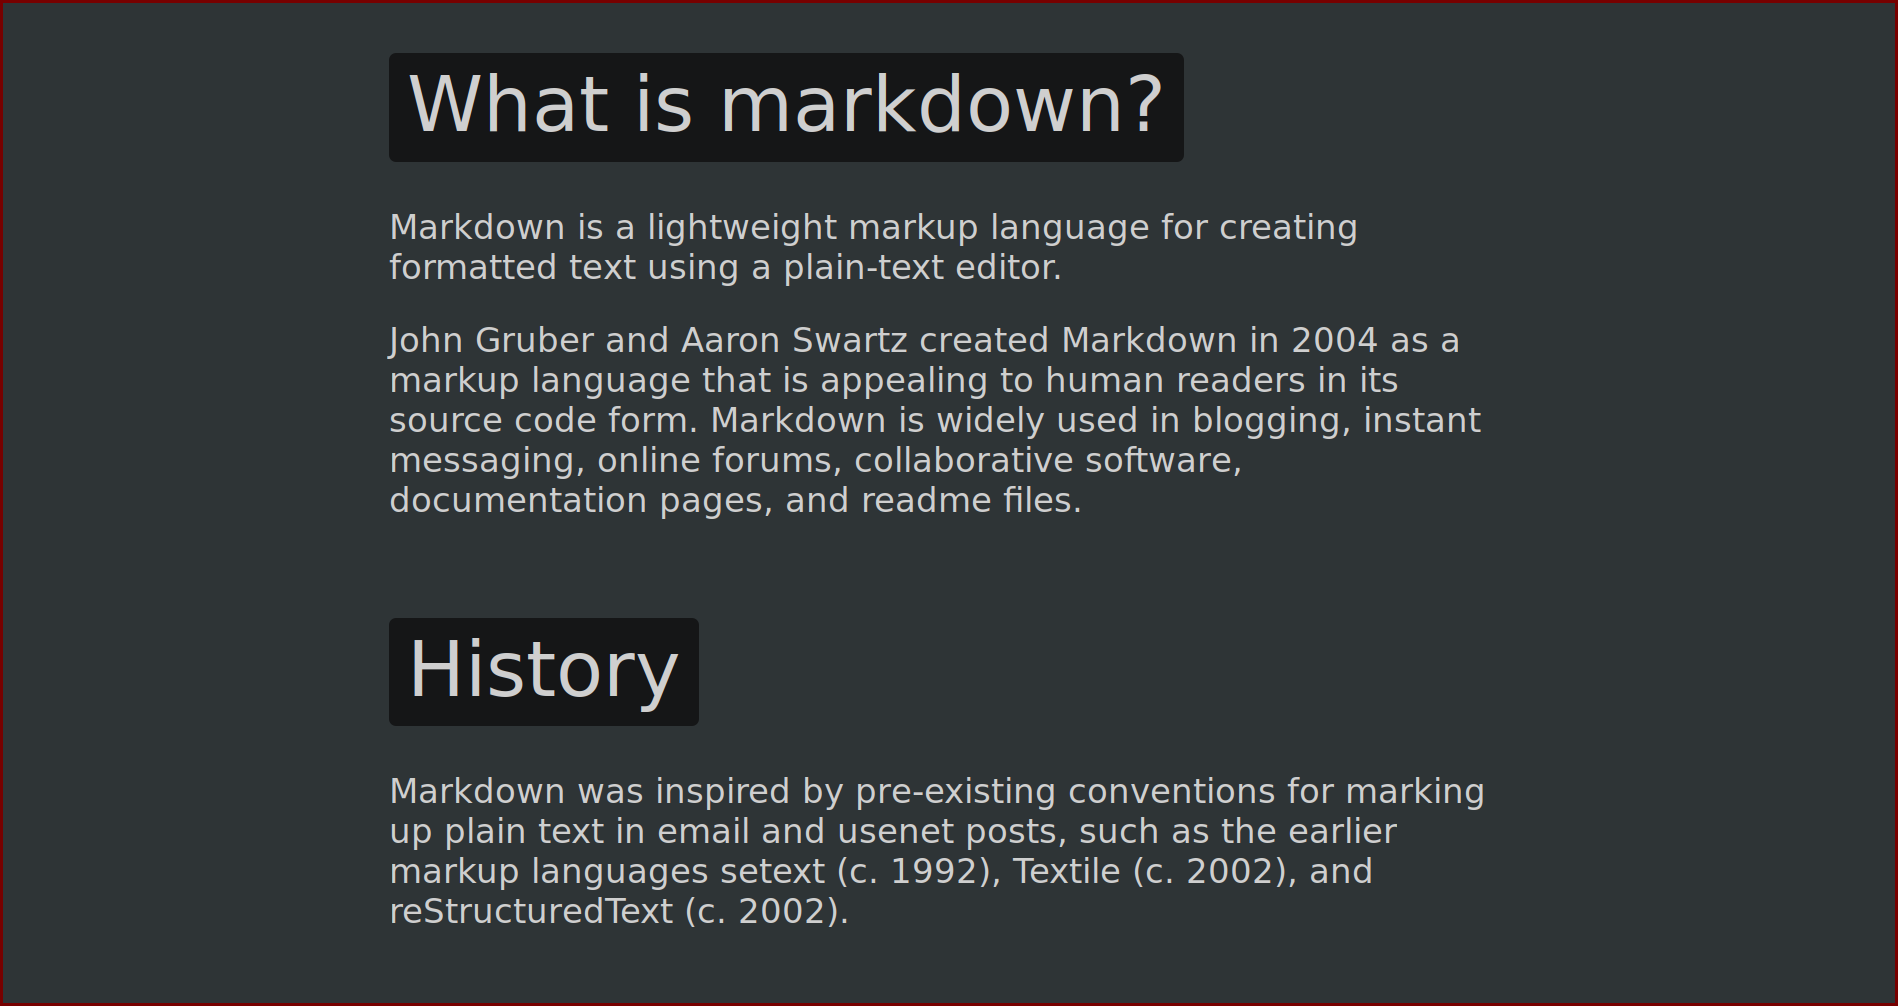 What is markdown?
Markdown is a lightweight markup language for creating
formatted text using a plain-text editor.
John Gruber and Aaron Swartz created Markdown in 2004 as a
markup language that is appealing to human readers in its
source code form. Markdown is widely used in blogging, instant
messaging, online forums, collaborative software,
documentation pages, and readme files.
History
Markdown was inspired by pre-existing conventions for marking
up plain text in email and usenet posts, such as the earlier
markup languages setext (c. 1992), Textile (c. 2002), and
reStructuredText (c. 2002).